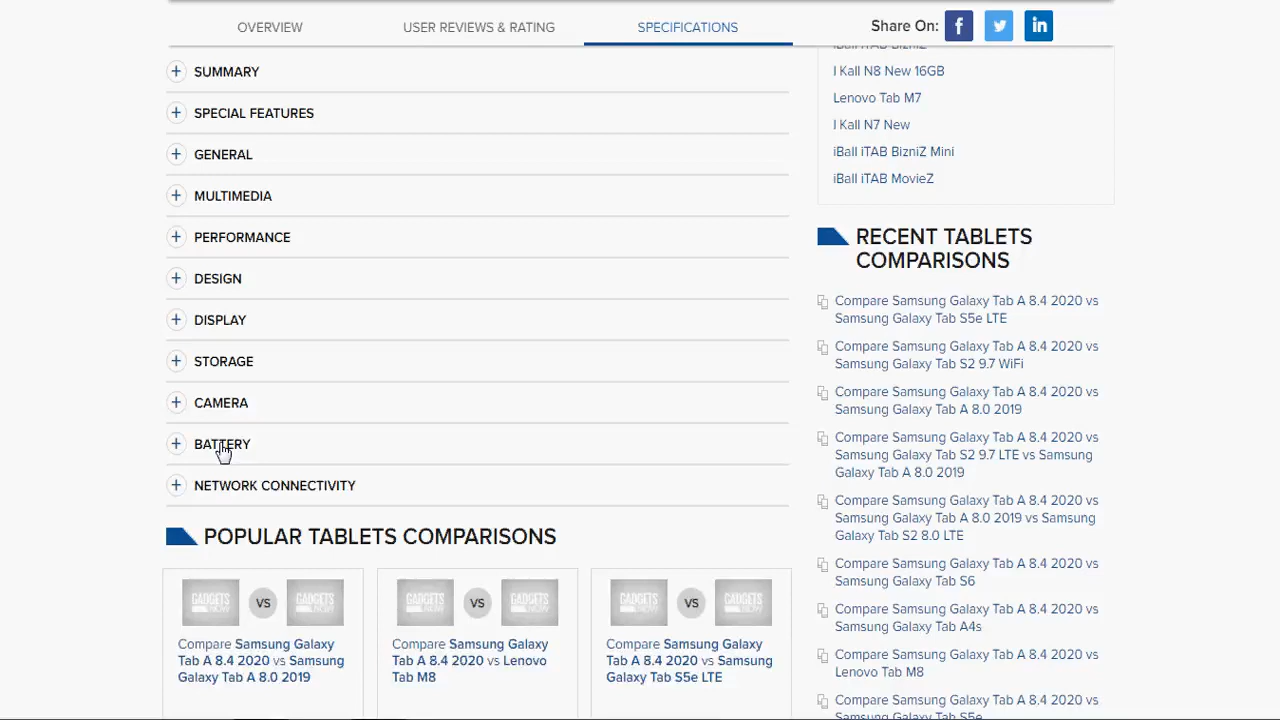 OVERVIEW
USER REVIEWS & RATING
SPECIFICATIONS
Share On:
SUMMARY
SPECIAL FEATURES
GENERAL
MULTIMEDIA
PERFORMANCE
DESIGN
DISPLAY
STORAGE
CAMERA
BATTERY
NETWORK CONNECTIVITY
POPULAR TABLETS COMPARISONS
VS
Compare Samsung Galaxy
Tab A 8.4 2020 vs Samsung
Galaxy Tab A 8.0 2019
VS
Compare Samsung Galaxy
Tab A 8.4 2020 vs Lenovo
Tab M8
VS
Compare Samsung Galaxy
Tab A 8.4 2020 vs Samsung
Galaxy Tab S5e LTE
iBall iTAB BizniZ
I Kall N8 New 16GB
Lenovo Tab M7
I Kall N7 New
iBall iTAB BizniZ Mini
iBall iTAB MovieZ
RECENT TABLETS
COMPARISONS
Compare Samsung Galaxy Tab A 8.4 2020 vs
Samsung Galaxy Tab S5e LTE
Compare Samsung Galaxy Tab A 8.4 2020 vs
Samsung Galaxy Tab S2 9.7 WiFi
Compare Samsung Galaxy Tab A 8.4 2020 vs
Samsung Galaxy Tab A 8.0 2019
Compare Samsung Galaxy Tab A 8.4 2020 vs
Samsung Galaxy Tab S2 9.7 LTE vs Samsung
Galaxy Tab A 8.0 2019
Compare Samsung Galaxy Tab A 8.4 2020 vs
Samsung Galaxy Tab A 8.0 2019 vs Samsung
Galaxy Tab S2 8.0 LTE
Compare Samsung Galaxy Tab A 8.4 2020 vs
Samsung Galaxy Tab S6
Compare Samsung Galaxy Tab A 8.4 2020 vs
Samsung Galaxy Tab A4s
Compare Samsung Galaxy Tab A 8.4 2020 vs
Lenovo Tab M8
Compare Samsung Galaxy Tab A 8.4 2020 vs
Samsung Galaxy Tab S5e